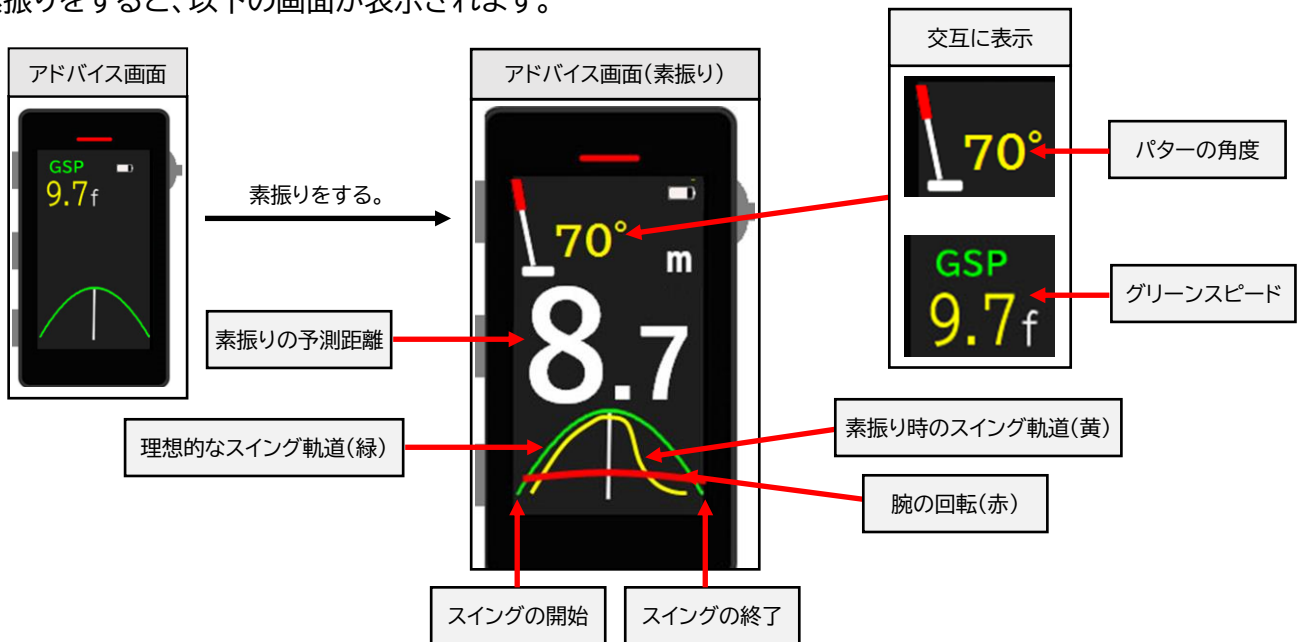 素振りをすると、以下の画面が表示されます。
アドバイス画面
GSP
9.7f
素振りをする。
アドバイス画面(素振り)
70°
m
8.7
交互に表示
70°
GSP
9.7f
パターの角度
グリーンスピード
素振りの予測距離
理想的なスイング軌道(緑)
素振り時のスイング軌道(黄)
腕の回転(赤)
スイングの開始
スイングの終了